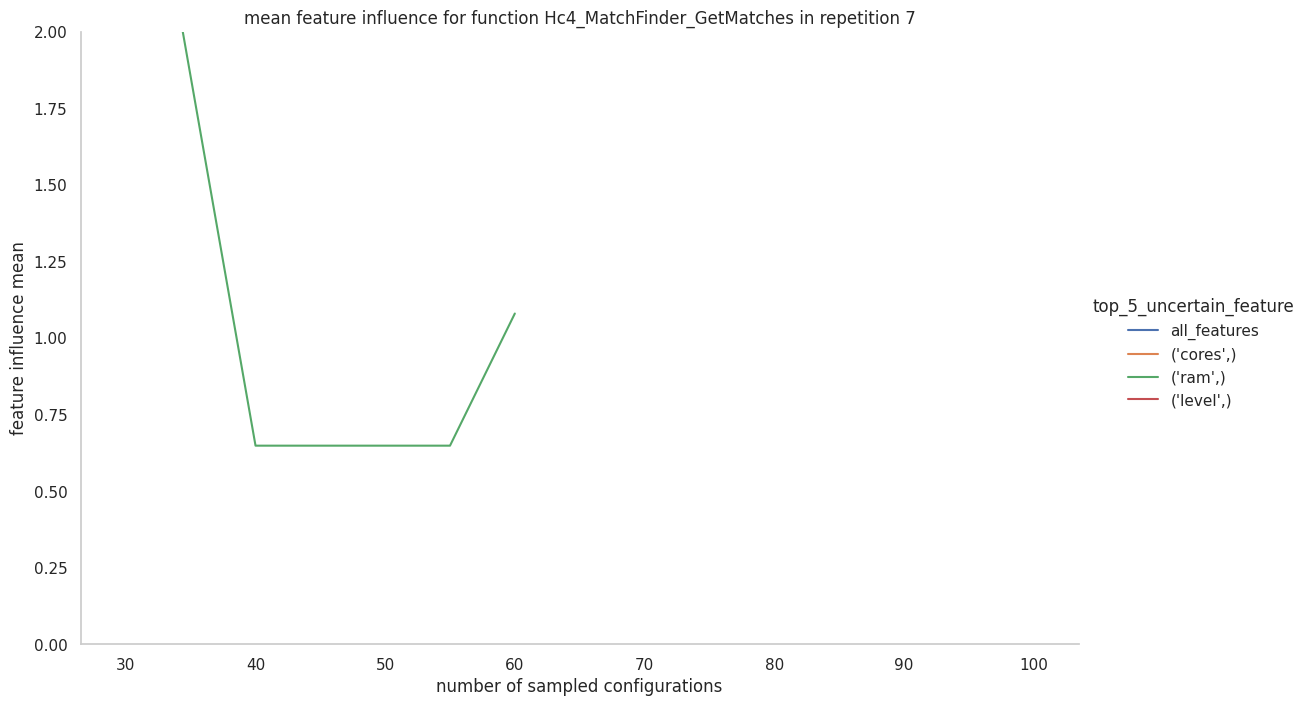 mean feature influence for function Hc4_MatchFinder_GetMatches in repetition 7
2.00
1.75
1.50
1.25
1.00
0.75
0.50
0.25
0.00
feature influence mean
30 40 50 60 70 80 90 100
number of sampled configurations
top_5_uncertain_feature
all_features
('cores',)
('ram',)
('level',)